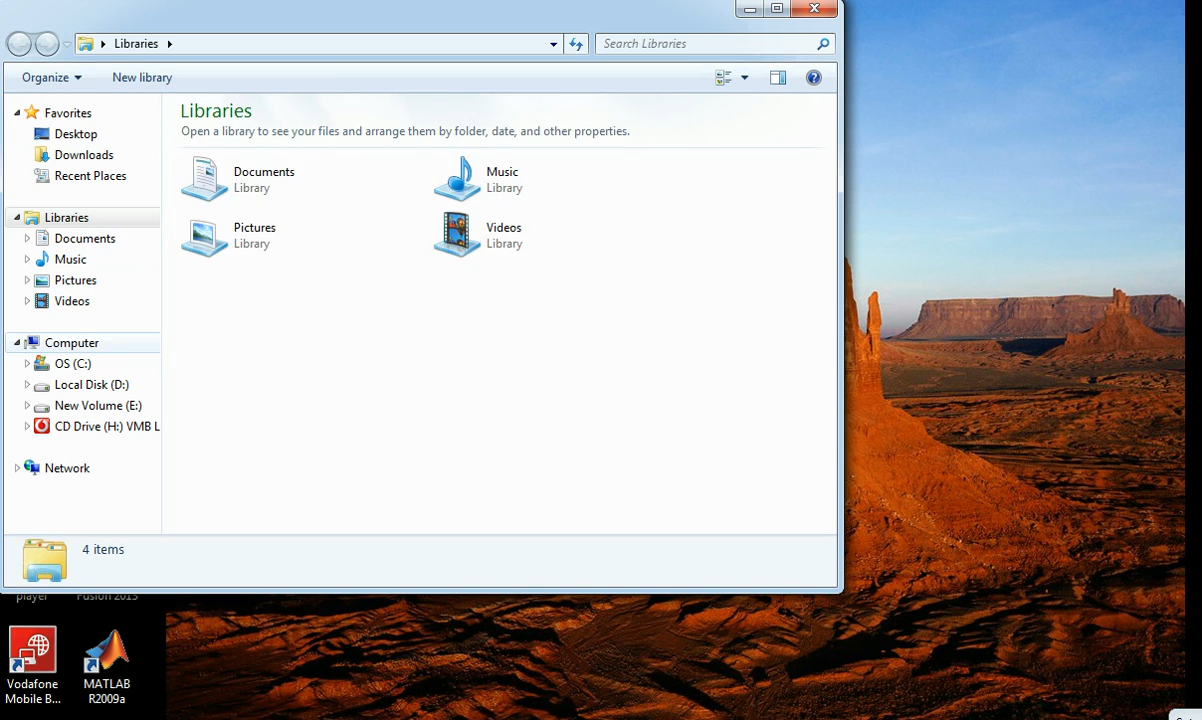 Libraries
Search Libraries
Organize
New library
Favorites
Desktop
Downloads
Recent Places
Libraries
Documents
Music
Pictures
Videos
Computer
OS (C:)
Local Disk (D:)
New Volume (E:)
CD Drive (H:) VMB L
Network
Libraries
Open a library to see your files and arrange them by folder, date, and other properties.
Documents
Library
Music
Library
Pictures
Library
Videos
Library
4 items
player
Fusion 2013
Vodafone
Mobile B...
MATLAB
R2009a